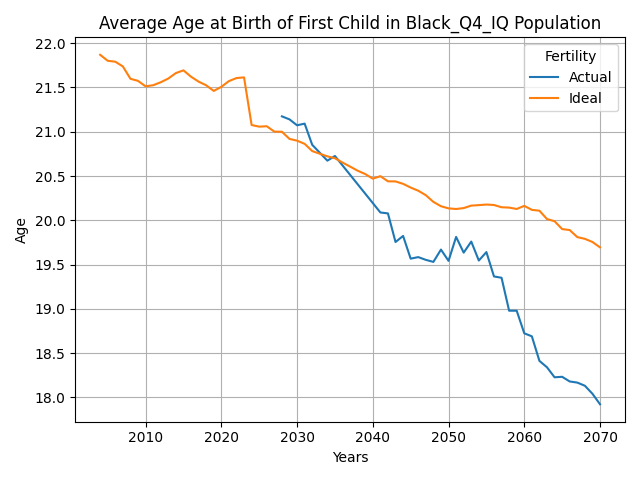 Average Age at Birth of First Child in Black_Q4_IQ Population
22.0
21.5
21.0
20.5
20.0
19.5
19.0
18.5
18.0
Age
Fertility
Actual
Ideal
2010 2020 2030 2040 2050 2060 2070
Years